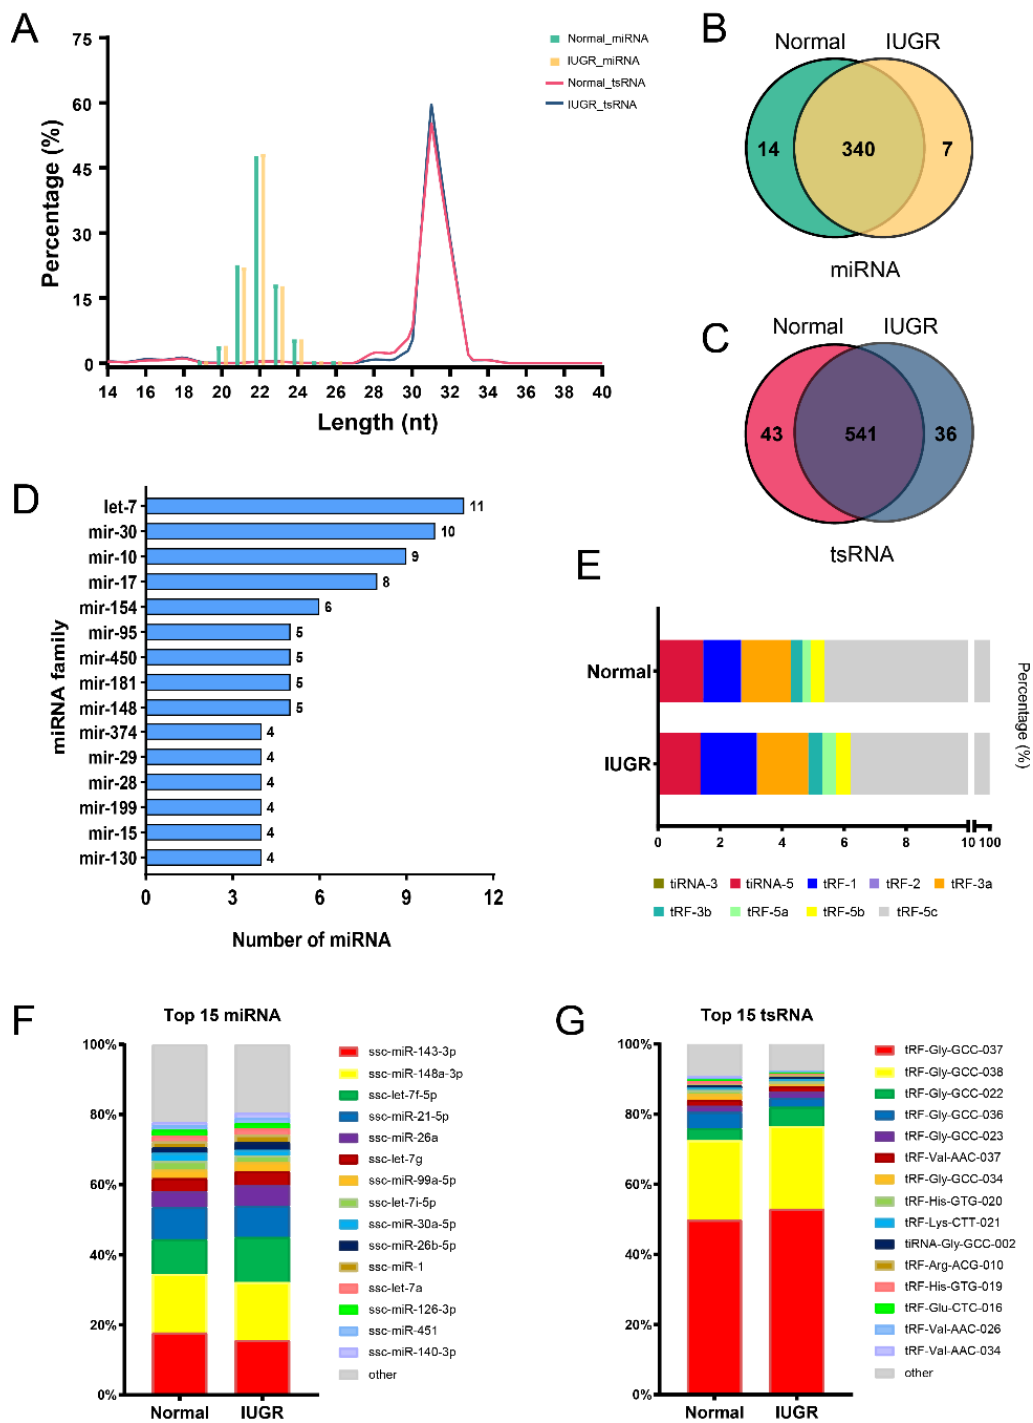 A
75
60
45
30
15
0
Percentage (%)
14 16 18 20 22 24 26 28 30 32 34 36 38 40
Length (nt)
Normal_miRNA
IUGR_miRNA
Normal_tsRNA
IUGR_tsRNA
B
Normal IUGR
14 340 7
miRNA
C
Normal IUGR
43 541 36
tsRNA
D
miRNA family
let-7 11
mir-30 10
mir-10 9
mir-17 8
mir-154 6
mir-95 5
mir-450 5
mir-181 5
mir-148 5
mir-374 4
mir-29 4
mir-28 4
mir-199 4
mir-15 4
mir-130 4
0 3 6 9 12
Number of miRNA
E
Normal
IUGR
Percentage (%)
0 2 4 6 8 10 100
tiRNA-3 tiRNA-5 tRF-1 tRF-2 tRF-3a
tRF-3b tRF-5a tRF-5b tRF-5c
F
Top 15 miRNA
100%
80%
60%
40%
20%
0%
Normal IUGR
ssc-miR-143-3p
ssc-miR-148a-3p
ssc-let-7f-5p
ssc-miR-21-5p
ssc-miR-26a
ssc-let-7g
ssc-miR-99a-5p
ssc-let-7i-5p
ssc-miR-30a-5p
ssc-miR-26b-5p
ssc-miR-1
ssc-let-7a
ssc-miR-126-3p
ssc-miR-451
ssc-miR-140-3p
other
G
Top 15 tsRNA
100%
80%
60%
40%
20%
0%
Normal IUGR
tRF-Gly-GCC-037
tRF-Gly-GCC-038
tRF-Gly-GCC-022
tRF-Gly-GCC-036
tRF-Gly-GCC-023
tRF-Val-AAC-037
tRF-Gly-GCC-034
tRF-His-GTG-020
tRF-Lys-CTT-021
tiRNA-Gly-GCC-002
tRF-Arg-ACG-010
tRF-His-GTG-019
tRF-Glu-CTC-016
tRF-Val-AAC-026
tRF-Val-AAC-034
other